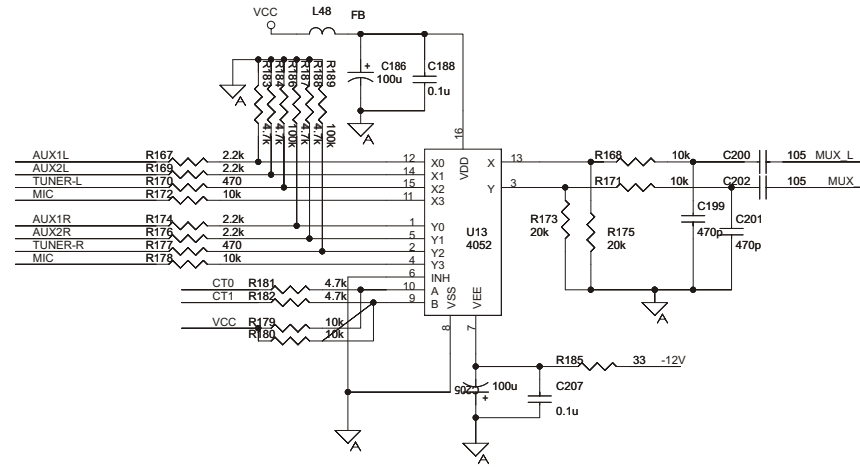 VCC L48 FB
R183 R184 R186 R187 R188 R189
C186 100u
C188 0.1u
A
A
4.7k 4.7k 100k 4.7k 4.7k 100k
16
AUX1L R167 2.2k 12 X0
AUX2L R169 2.2k 14 X1
TUNER-L R170 470 15 X2
MIC R172 10k 11 X3
VDD
X 13 R168 10k C200 105 MUX_L
Y 3 R171 10k C202 105 MUX
AUX1R R174 2.2k 1 Y0
AUX2R R176 2.2k 5 Y1
TUNER-R R177 470 2 Y2
MIC R178 10k 4 Y3
U13
4052
R173 20k
R175 20k
C199 470p
C201 470p
6 INH
CT0 R181 4.7k 10 A
CT1 R182 4.7k 9 B
VSS VEE
8 7
A
VCC R179 10k
R180 10k
R185 33 -12V
C205 100u
C207 0.1u
A
A